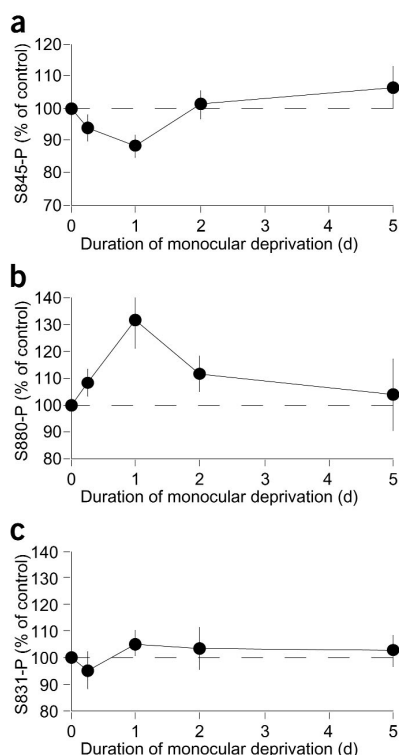 a
S845-P (% of control)
120
110
100
90
80
70
0 1 2 3 4 5
Duration of monocular deprivation (d)
b
S880-P (% of control)
140
130
120
110
100
90
80
0 1 2 3 4 5
Duration of monocular deprivation (d)
c
S831-P (% of control)
140
130
120
110
100
90
80
0 1 2 3 4 5
Duration of monocular deprivation (d)